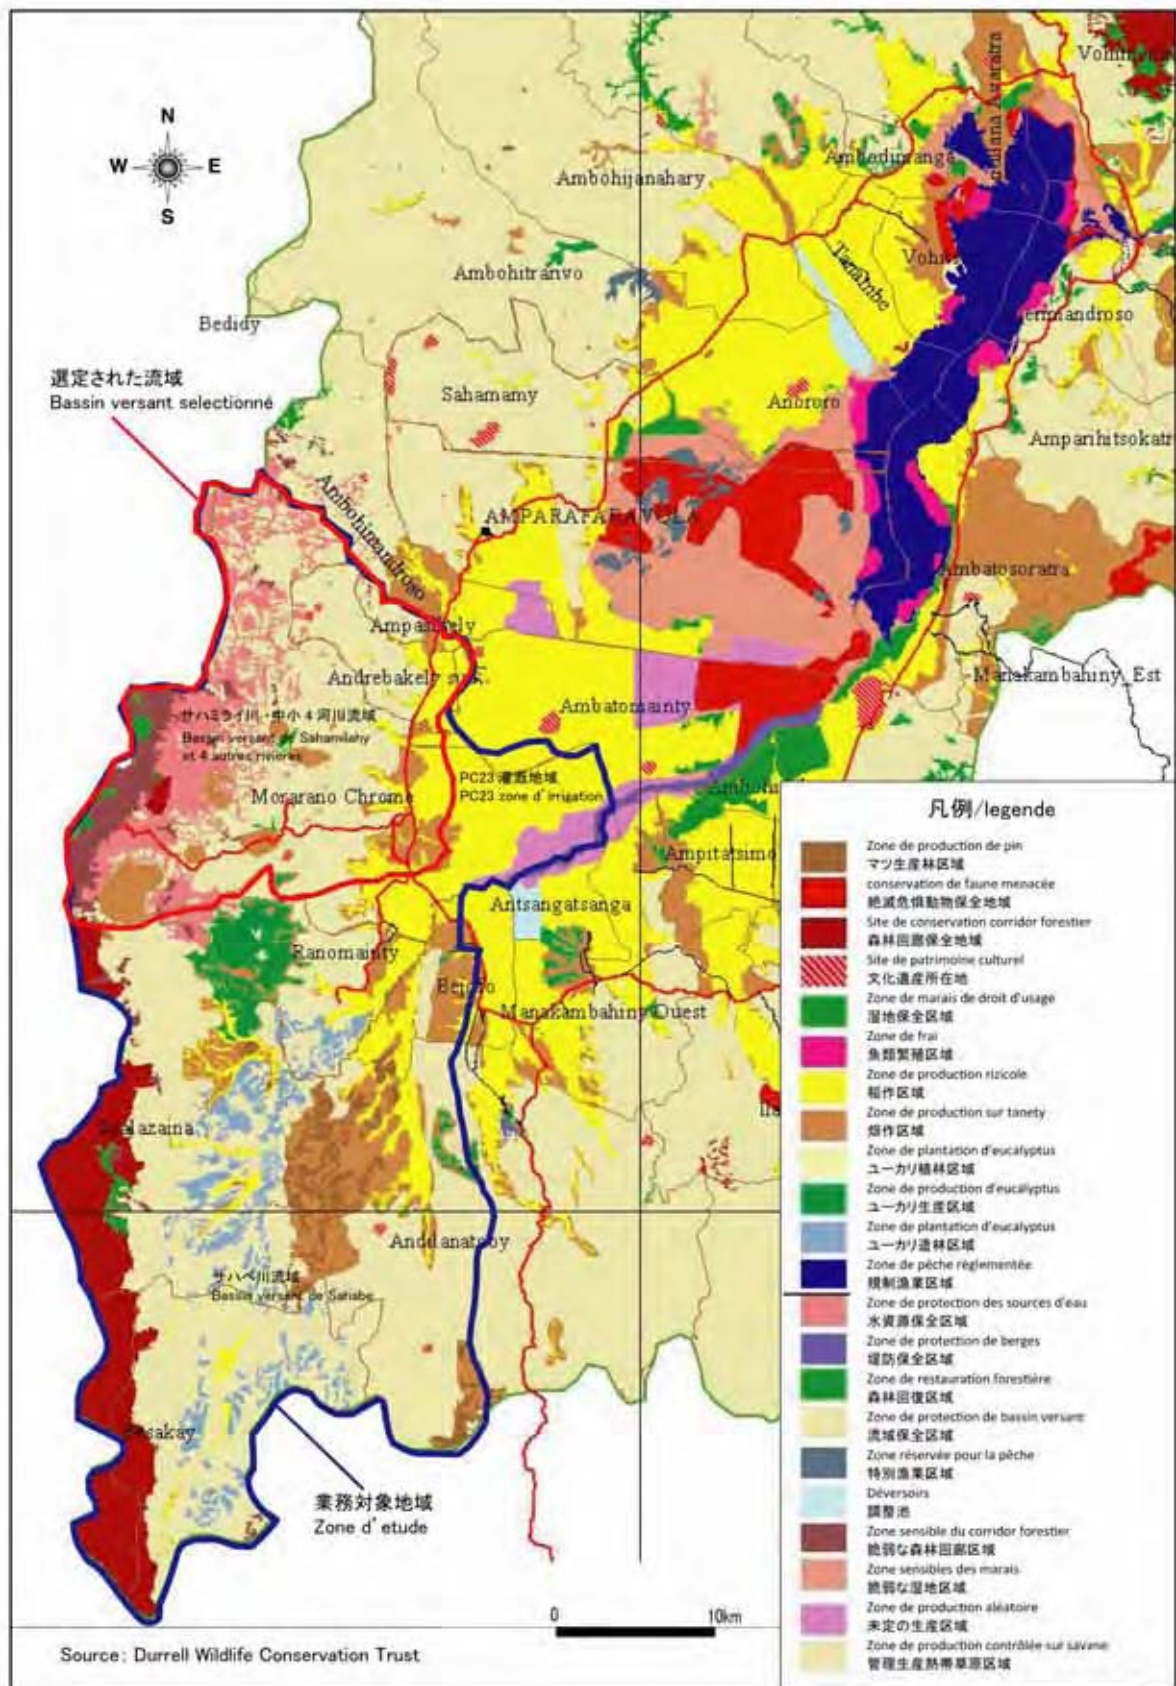 N
W E
S
Vohim
Ambohijanahary
Ambohitranvo
Tanambe
Bedidy
選定された流域
Bassin versant selectionné
Sahamamy
Anororo
Amparihitsokatr
Ambohimandroso
AMPARAFARAVOLA
Ambatosoratra
Ampasikely
Andrebakely
Manakambahiny_Est
Ambatomainty
サハミライ川・中小4河川流域
Bassin versant de Sahamilahy
et 4 autres rivières
PC23 灌漑地域
PC23 zone d'irrigation
Morarano Chrome
Ampitatsimo
Antsangatsanga
Ranomainty
Bejofo
Manakambahiny Ouest
サハベ川流域
Bassin versant de Sahabe
業務対象地域
Zone d'etude
凡例/legende
Zone de production de pin
マツ生産林区域
conservation de faune menacée
絶滅危惧動物保全地域
Site de conservation corridor forestier
森林回廊保全地域
Site de patrimoine culturel
文化遺産所在地
Zone de marais de droit d'usage
湿地保全区域
Zone de frai
魚類繁殖区域
Zone de production rizicole
稲作区域
Zone de production sur tanety
畑作区域
Zone de plantation d'eucalyptus
ユーカリ植林区域
Zone de production d'eucalyptus
ユーカリ生産区域
Zone de plantation d'eucalyptus
ユーカリ造林区域
Zone de pêche règlementée
規制漁業区域
Zone de protection des sources d'eau
水資源保全区域
Zone de protection de berges
堤防保全区域
Zone de restauration forestière
森林回復区域
Zone de protection de bassin versant
流域保全区域
Zone réservée pour la pêche
特別漁業区域
Déversoirs
調整池
Zone sensible du corridor forestier
脆弱な森林回廊区域
Zone sensibles des marais
脆弱な湿地区域
Zone de production aléatoire
未定の生産区域
Zone de production contrôlée sur savane
管理生産熱帯草原区域
0 10km
Source: Durrell Wildlife Conservation Trust